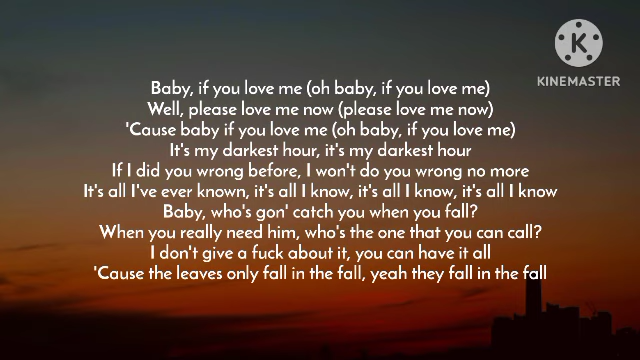 KINEMASTER
Baby, if you love me (oh baby, if you love me)
Well, please love me now (please love me now)
'Cause baby if you love me (oh baby, if you love me)
It's my darkest hour, it's my darkest hour
If I did you wrong before, I won't do you wrong no more
It's all I've ever known, it's all I know, it's all I know, it's all I know
Baby, who's gon' catch you when you fall?
When you really need him, who's the one that you can call?
I don't give a fuck about it, you can have it all
'Cause the leaves only fall in the fall, yeah they fall in the fall